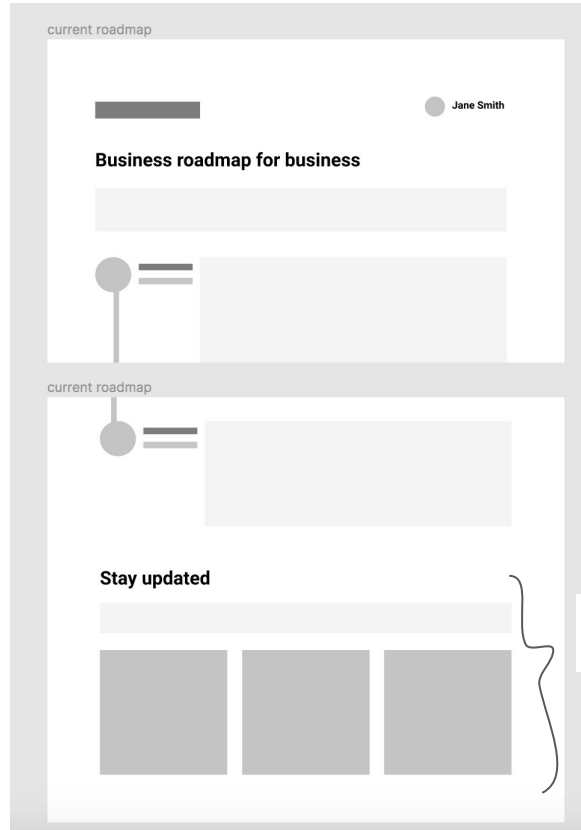 current roadmap
Jane Smith
Business roadmap for business
current roadmap
Stay updated